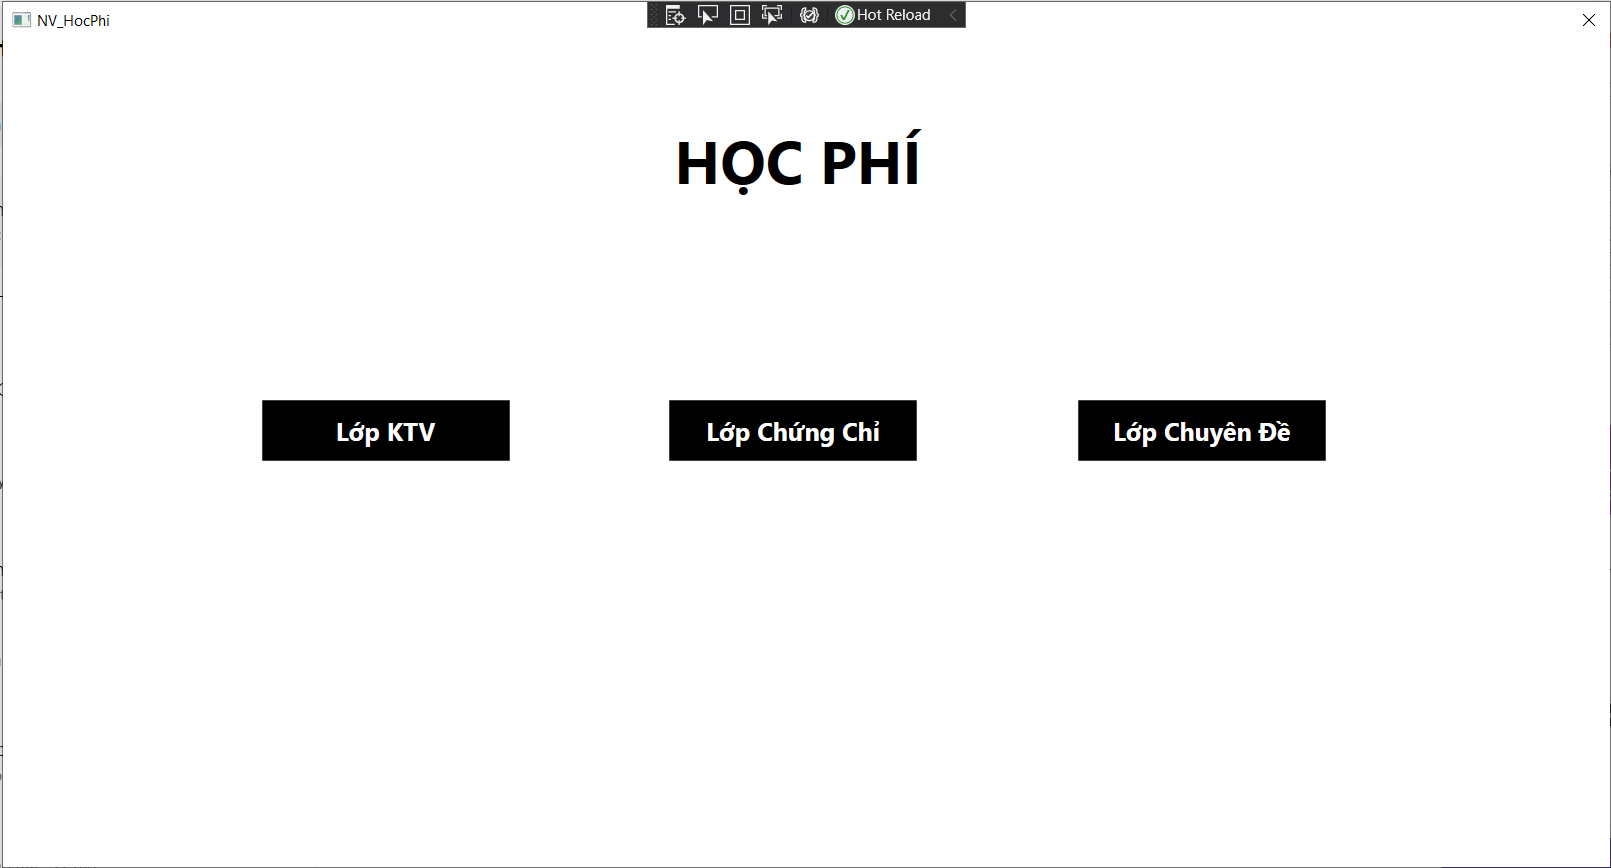 NV_HocPhi
Hot Reload
HỌC PHÍ
Lớp KTV
Lớp Chứng Chỉ
Lớp Chuyên Đề